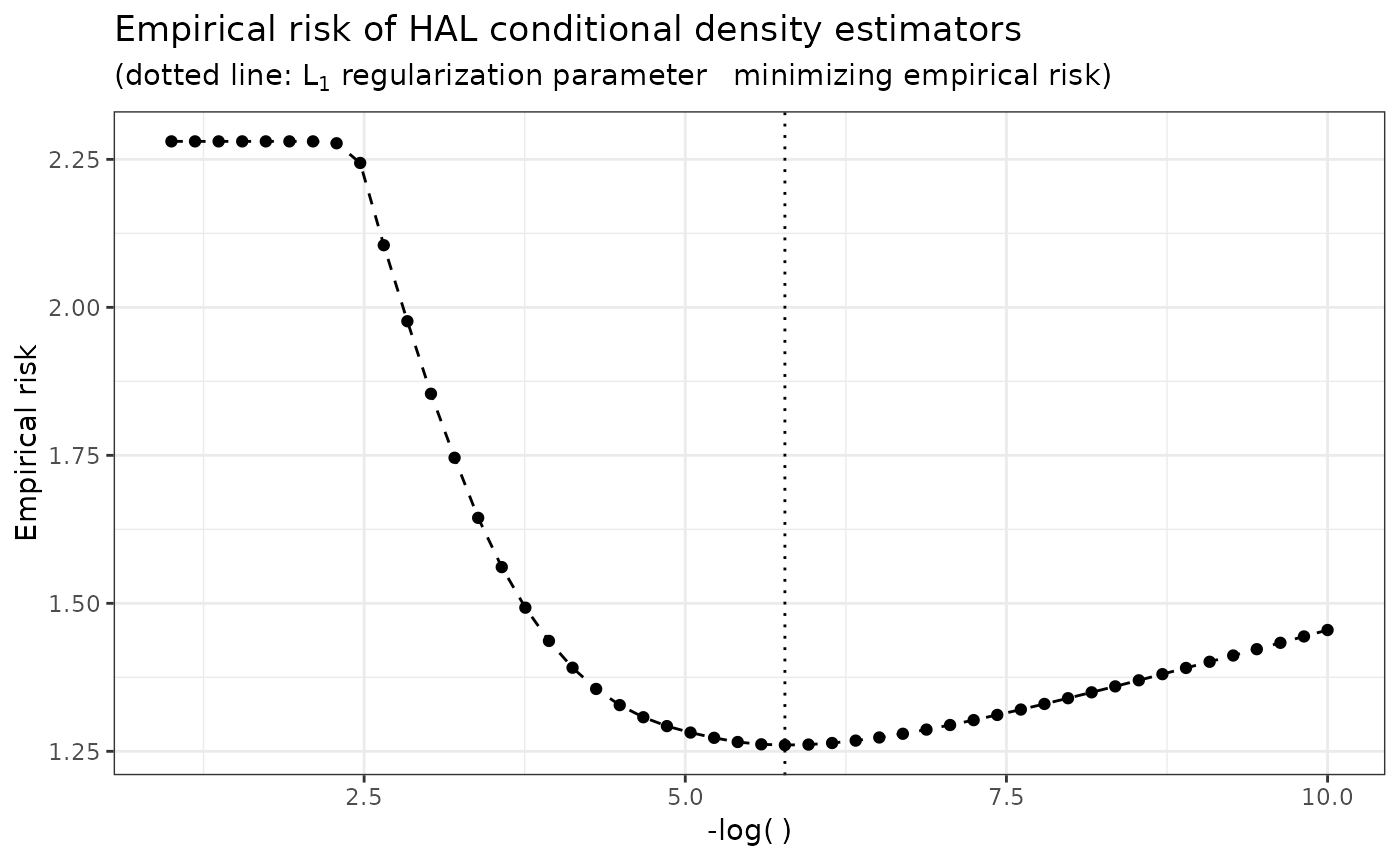 Empirical risk of HAL conditional density estimators
(dotted line: L₁ regularization parameter   minimizing empirical risk)
Empirical risk
2.25
2.00
1.75
1.50
1.25
2.5 5.0 7.5 10.0
-log( )